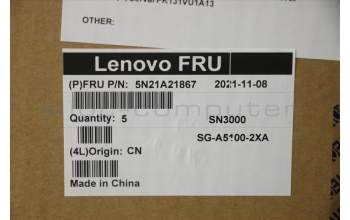 OTHER:
Lenovo FRU
(P)FRU P/N: 5N21A21867 2021-11-08
Quantity: 5 SN3000
SG-A5100-2XA
(4L)Origin: CN
Made in China